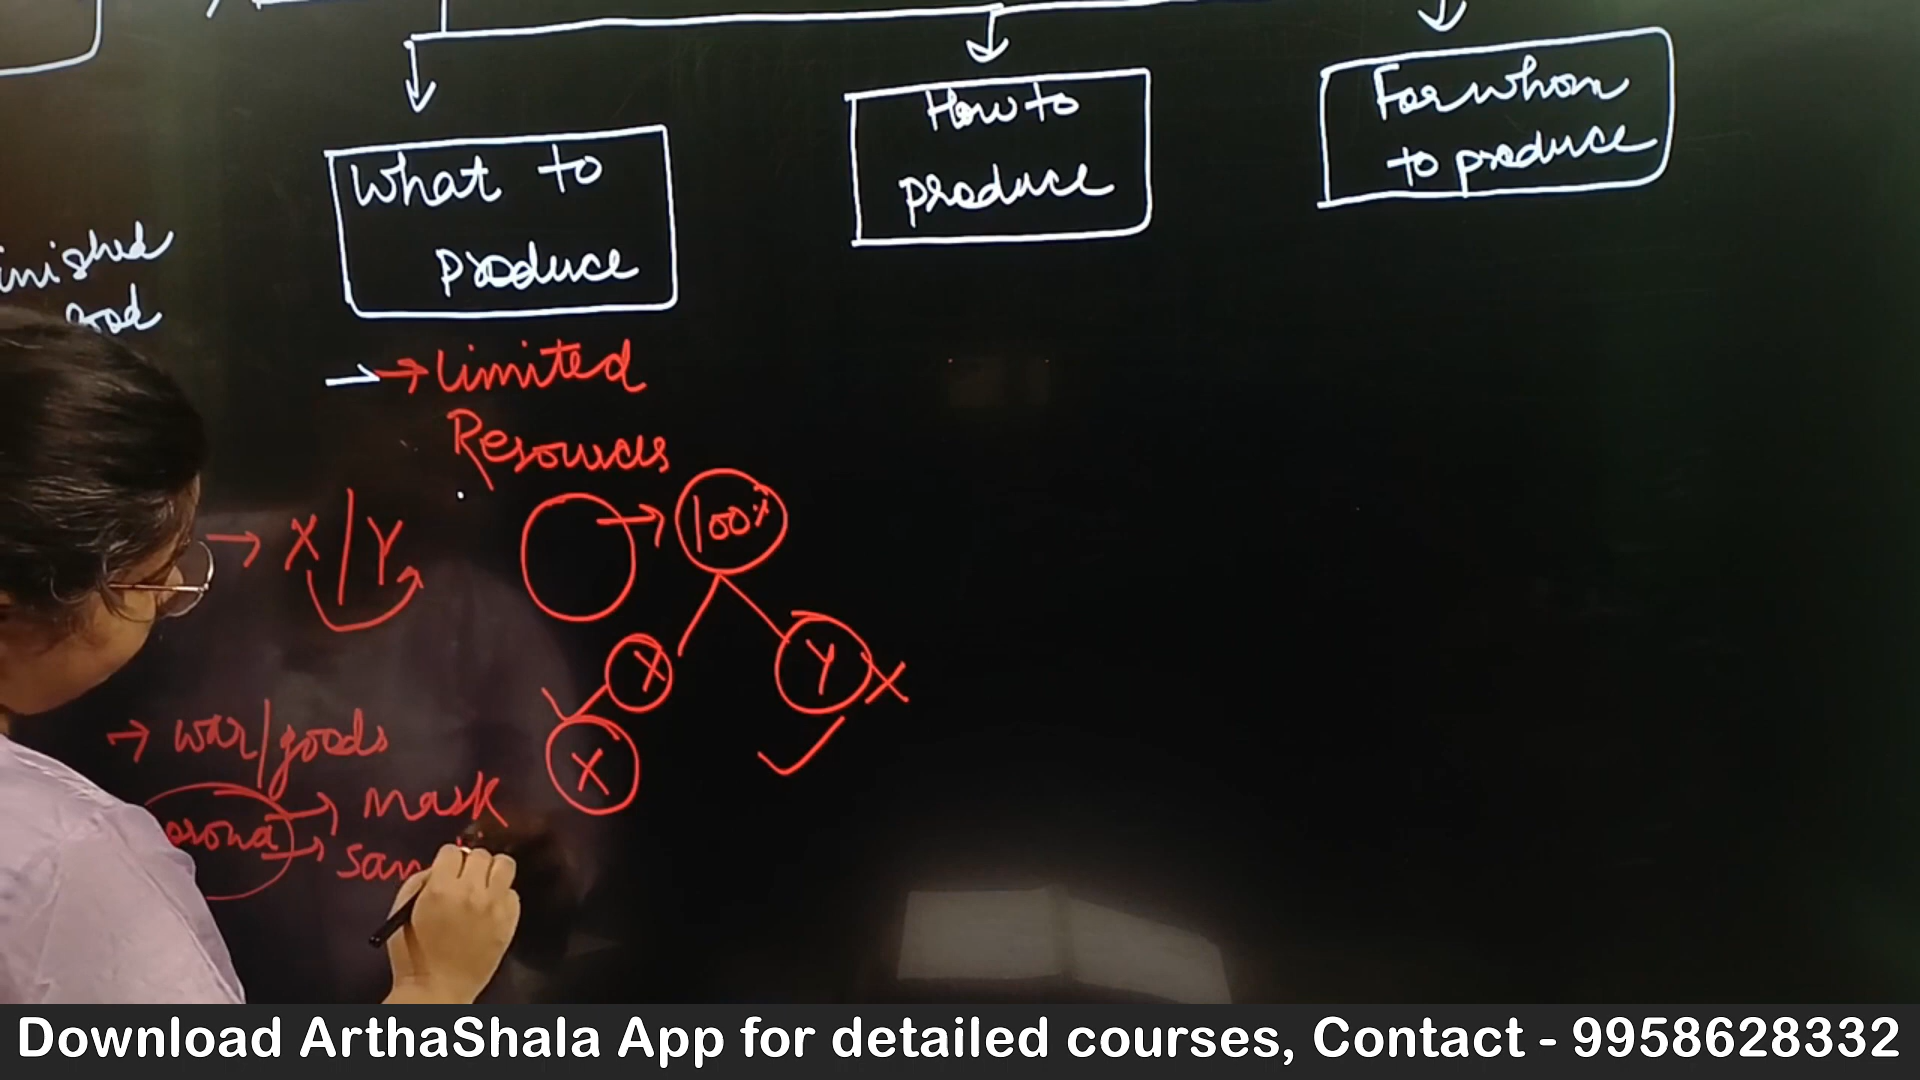 What to
produce
How to
produce
For whom
to produce
good
→ Limited
Resources
100%
→ X/Y
X
Y X
X
→ war/goods
mask
Download ArthaShala App for detailed courses, Contact - 9958628332